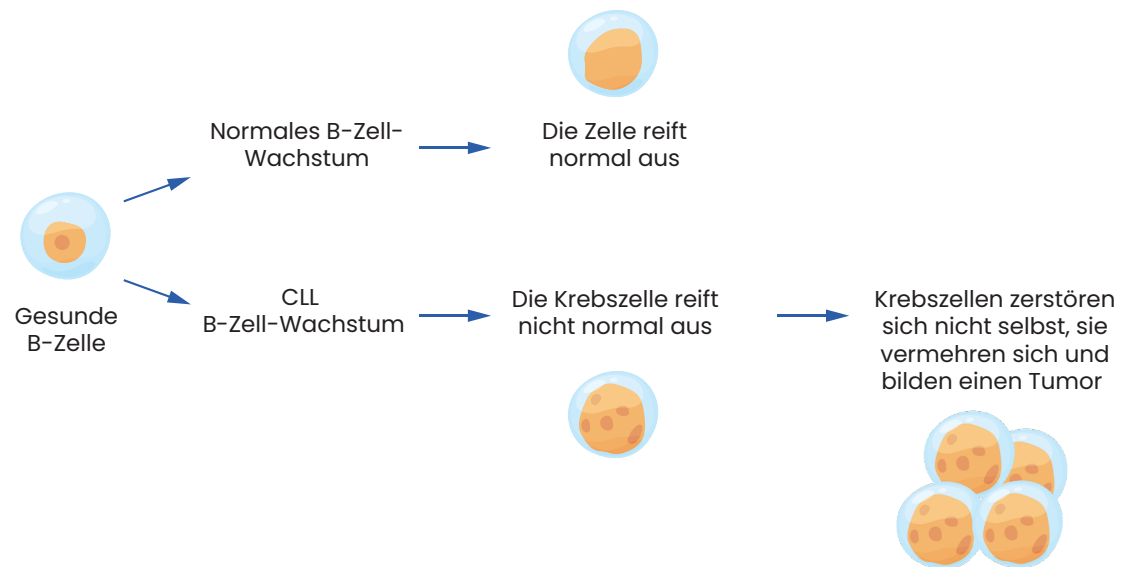 Normales B-Zell-
Wachstum
Die Zelle reift
normal aus
Gesunde
B-Zelle
CLL
B-Zell-Wachstum
Die Krebszelle reift
nicht normal aus
Krebszellen zerstören
sich nicht selbst, sie
vermehren sich und
bilden einen Tumor